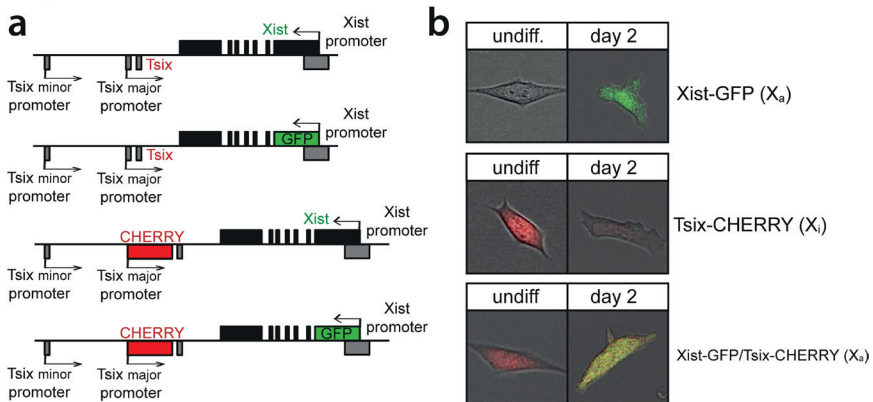 a
Xist
Xist
promoter
Tsix
Tsix minor
promoter
Tsix major
promoter
Xist
promoter
GFP
Tsix
Tsix minor
promoter
Tsix major
promoter
Xist
Xist
promoter
CHERRY
Tsix minor
promoter
Tsix major
promoter
Xist
promoter
CHERRY
GFP
Tsix minor
promoter
Tsix major
promoter
b
undiff. day 2
Xist-GFP (Xa)
undiff day 2
Tsix-CHERRY (Xi)
undiff day 2
Xist-GFP/Tsix-CHERRY (Xa)